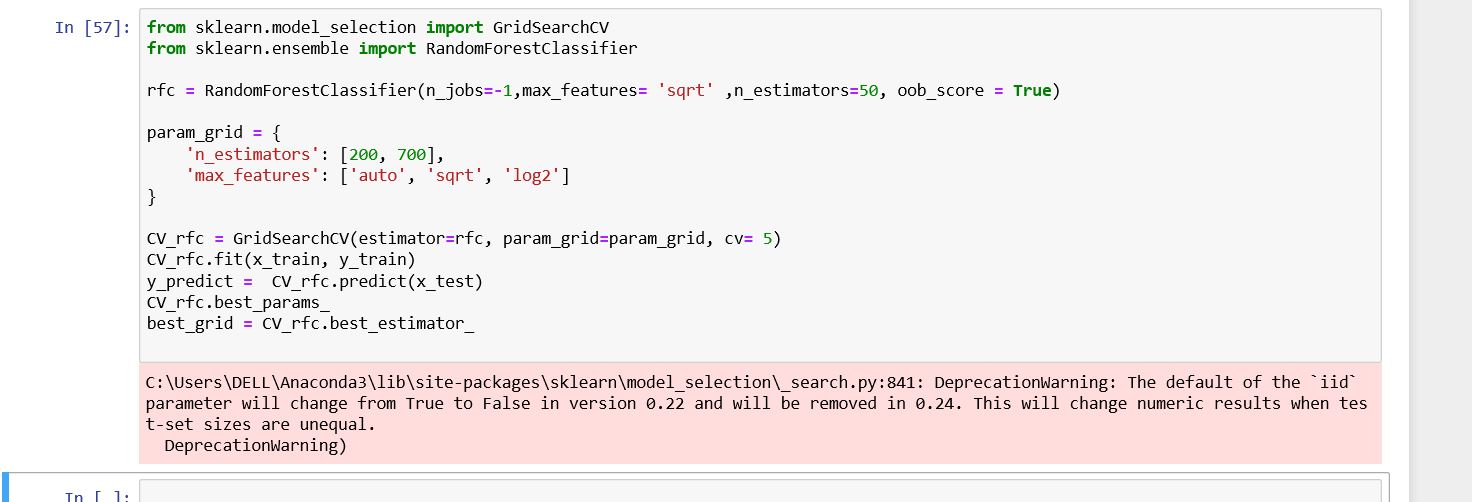 In [57]: from sklearn.model_selection import GridSearchCV
from sklearn.ensemble import RandomForestClassifier
rfc = RandomForestClassifier(n_jobs=-1,max_features= 'sqrt' ,n_estimators=50, oob_score = True)
param_grid = {
    'n_estimators': [200, 700],
    'max_features': ['auto', 'sqrt', 'log2']
}
CV_rfc = GridSearchCV(estimator=rfc, param_grid=param_grid, cv= 5)
CV_rfc.fit(x_train, y_train)
y_predict =  CV_rfc.predict(x_test)
CV_rfc.best_params_
best_grid = CV_rfc.best_estimator_
C:\Users\DELL\Anaconda3\lib\site-packages\sklearn\model_selection\_search.py:841: DeprecationWarning: The default of the `iid`
parameter will change from True to False in version 0.22 and will be removed in 0.24. This will change numeric results when tes
t-set sizes are unequal.
  DeprecationWarning)
In [ ]: